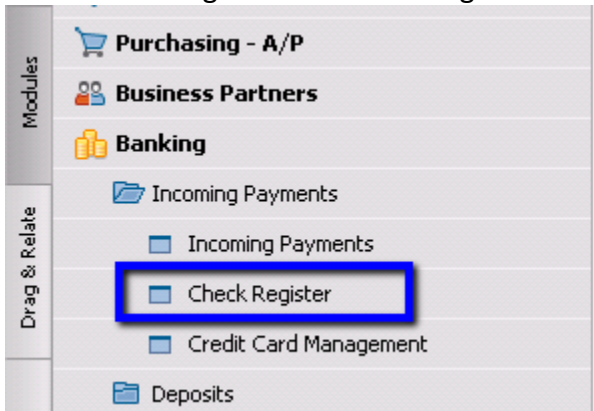 Purchasing - A/P
Business Partners
Banking
Incoming Payments
Incoming Payments
Check Register
Credit Card Management
Deposits
Modules
Drag & Relate